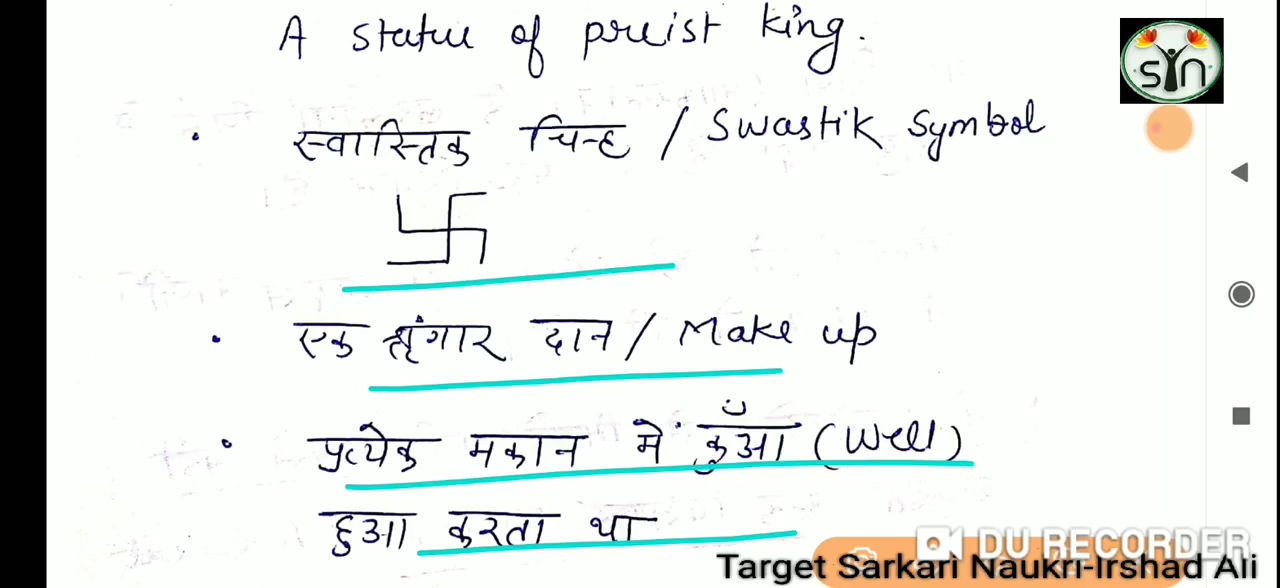 A statue of preist king.
SYN
• स्वास्तिक चिन्ह / Swastik Symbol
• एक श्रृंगार दान / Make up
• प्रत्येक मकान में कुँआ (Well)
हुआ करता था
DU RECORDER
Target Sarkari Naukri-Irshad Ali